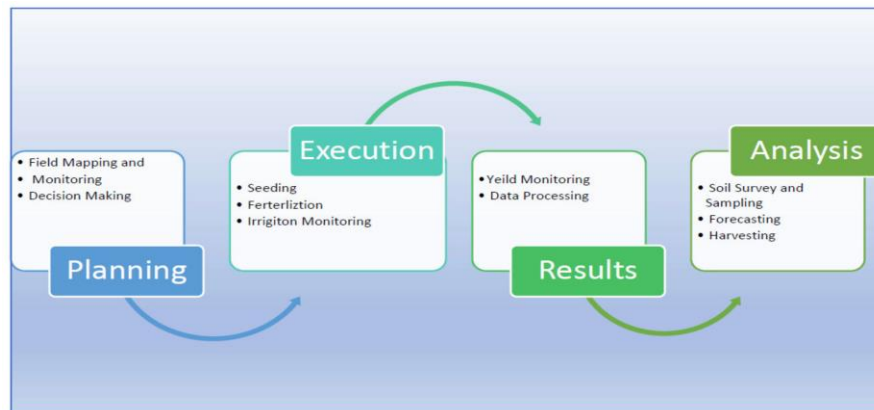 • Field Mapping and
• Monitoring
• Decision Making
Planning
Execution
• Seeding
• Ferterliztion
• Irrigiton Monitoring
• Yeild Monitoring
• Data Processing
Results
Analysis
• Soil Survey and
Sampling
• Forecasting
• Harvesting